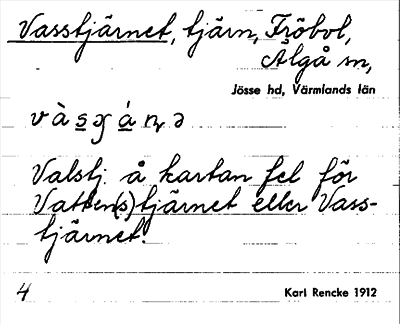 Vasstjärnet, tjärn, Fröbol,
Älgå sn,
Jösse hd, Värmlands län
Valstj. å kartan fel för
Vatten(s)tjärnet eller Vass-
tjärnet.
4 Karl Rencke 1912